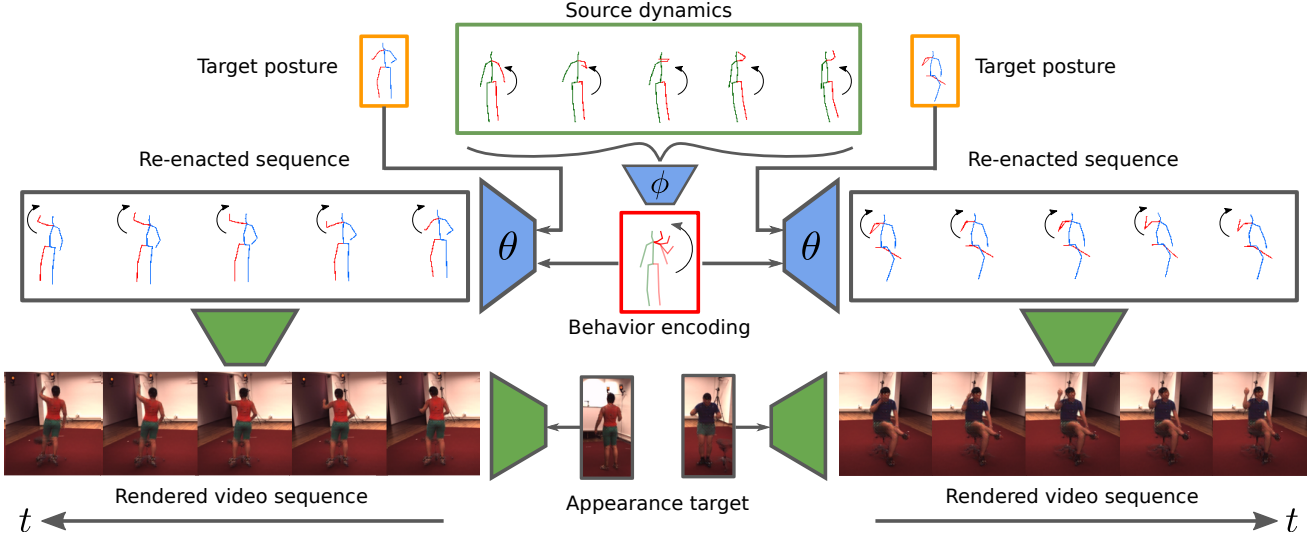 Source dynamics
Target posture
Target posture
Re-enacted sequence
Re-enacted sequence
ϕ
θ
θ
Behavior encoding
Rendered video sequence
Appearance target
Rendered video sequence
t
t